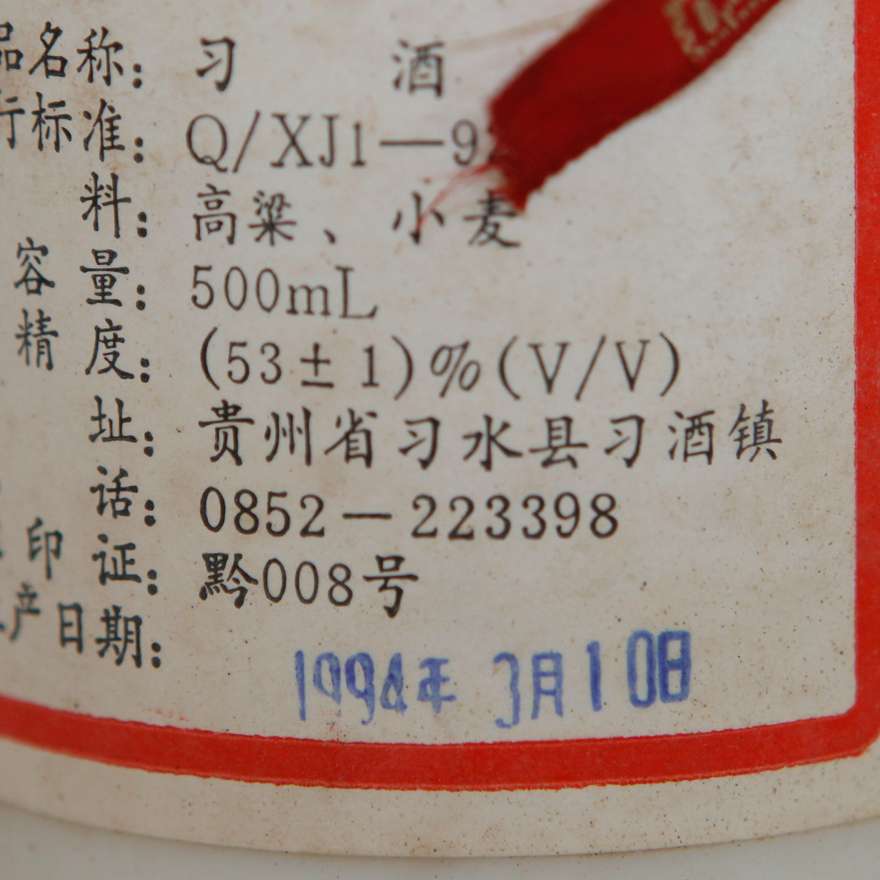 品名称：习 酒
行标准：Q/XJ1—92
料：高粱、小麦
容量：500mL
精度：(53±1)%(V/V)
址：贵州省习水县习酒镇
话：0852－223398
印证：黔008号
产日期：
1994年 3月10日